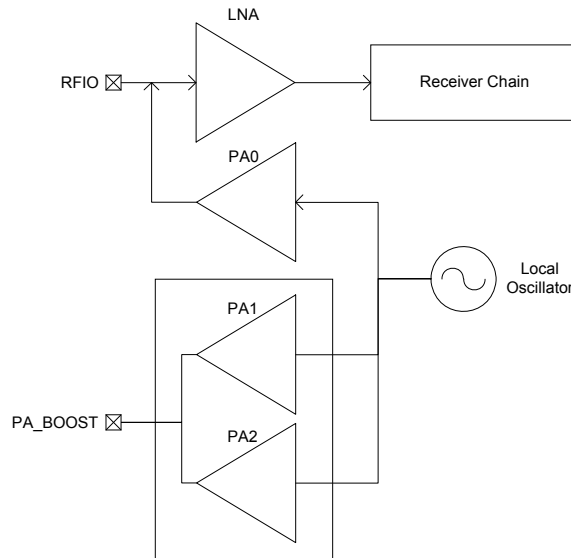 LNA
RFIO
Receiver Chain
PA0
Local
Oscillator
PA1
PA_BOOST
PA2